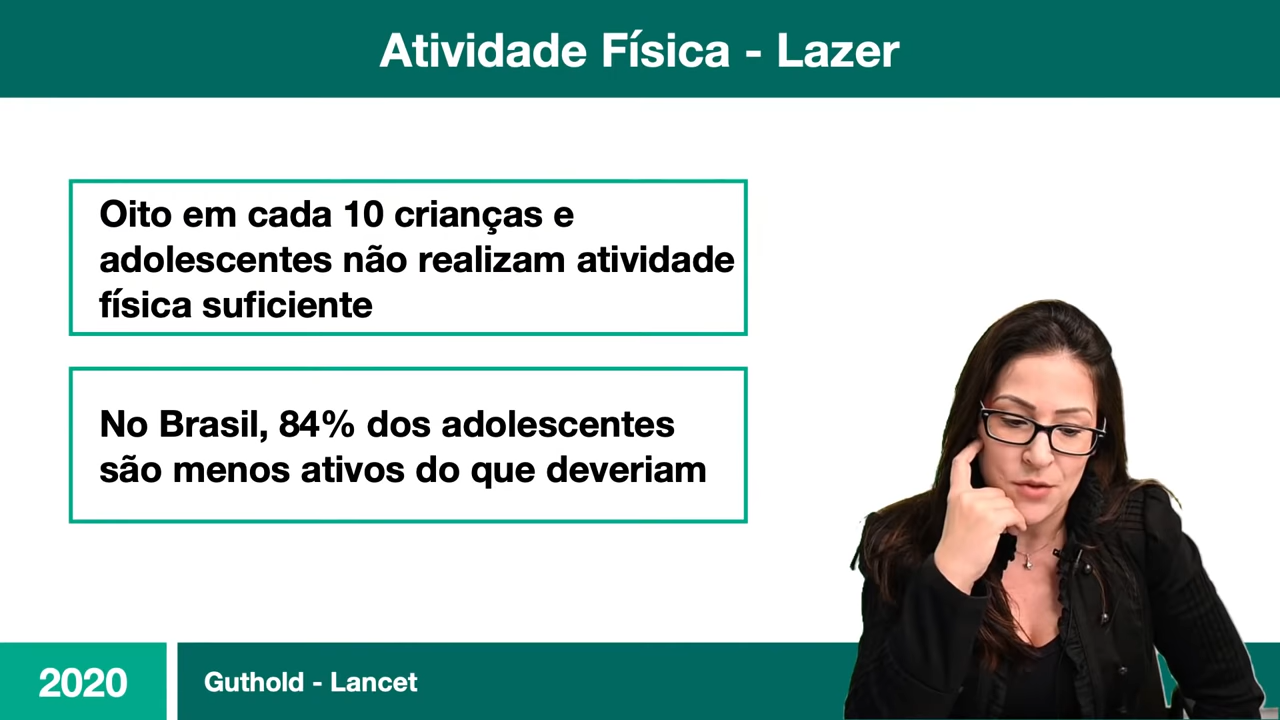 Atividade Física - Lazer
Oito em cada 10 crianças e
adolescentes não realizam atividade
física suficiente
No Brasil, 84% dos adolescentes
são menos ativos do que deveriam
2020
Guthold - Lancet